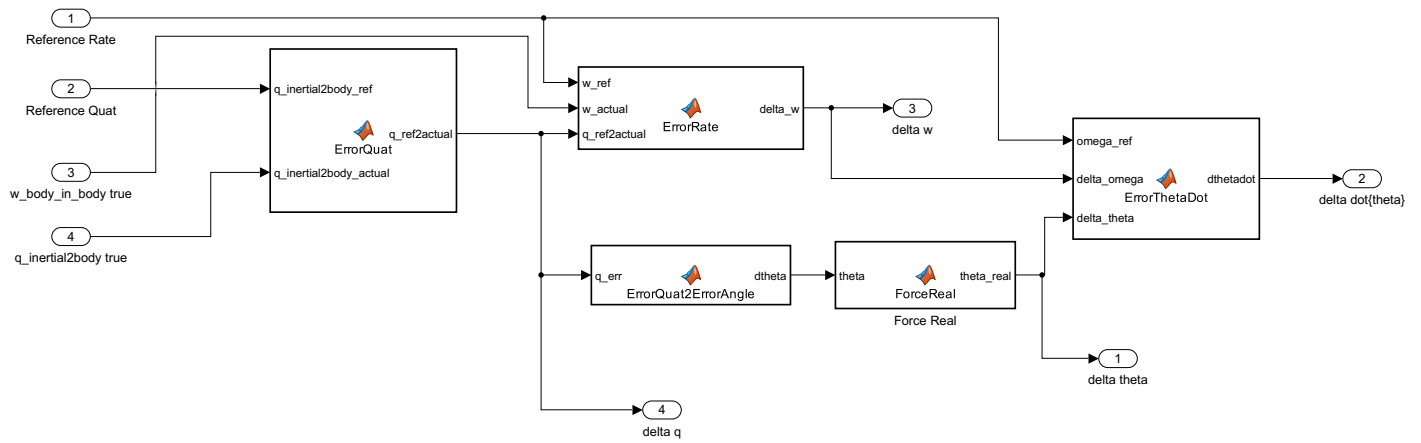 1
Reference Rate
2
Reference Quat
3
w_body_in_body true
4
q_inertial2body true
q_inertial2body_ref
q_ref2actual
ErrorQuat
q_inertial2body_actual
w_ref
w_actual
delta_w
ErrorRate
q_ref2actual
3
delta w
q_err
dtheta
ErrorQuat2ErrorAngle
theta
theta_real
ForceReal
Force Real
omega_ref
delta_omega
dthetadot
ErrorThetaDot
delta_theta
2
delta dot{theta}
1
delta theta
4
delta q